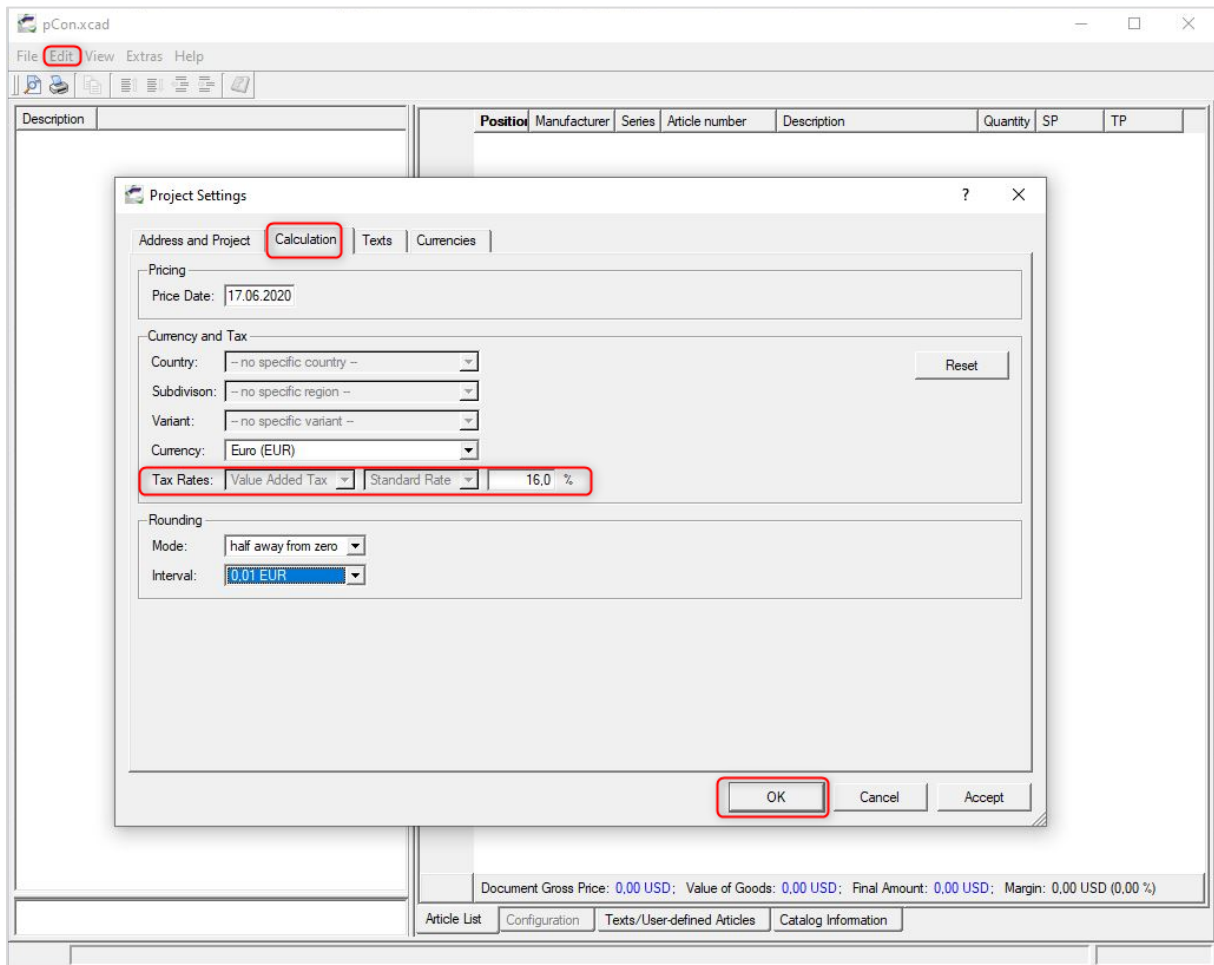 pCon.xcad
File Edit View Extras Help
Description
Position Manufacturer Series Article number Description Quantity SP TP
Project Settings
Address and Project Calculation Texts Currencies
Pricing
Price Date: 17.06.2020
Currency and Tax
Country: -- no specific country --
Reset
Subdivison: -- no specific region --
Variant: -- no specific variant --
Currency: Euro (EUR)
Tax Rates: Value Added Tax Standard Rate 16,0 %
Rounding
Mode: half away from zero
Interval: 0,01 EUR
OK Cancel Accept
Document Gross Price: 0,00 USD; Value of Goods: 0,00 USD; Final Amount: 0,00 USD; Margin: 0,00 USD (0,00 %)
Article List Configuration Texts/User-defined Articles Catalog Information